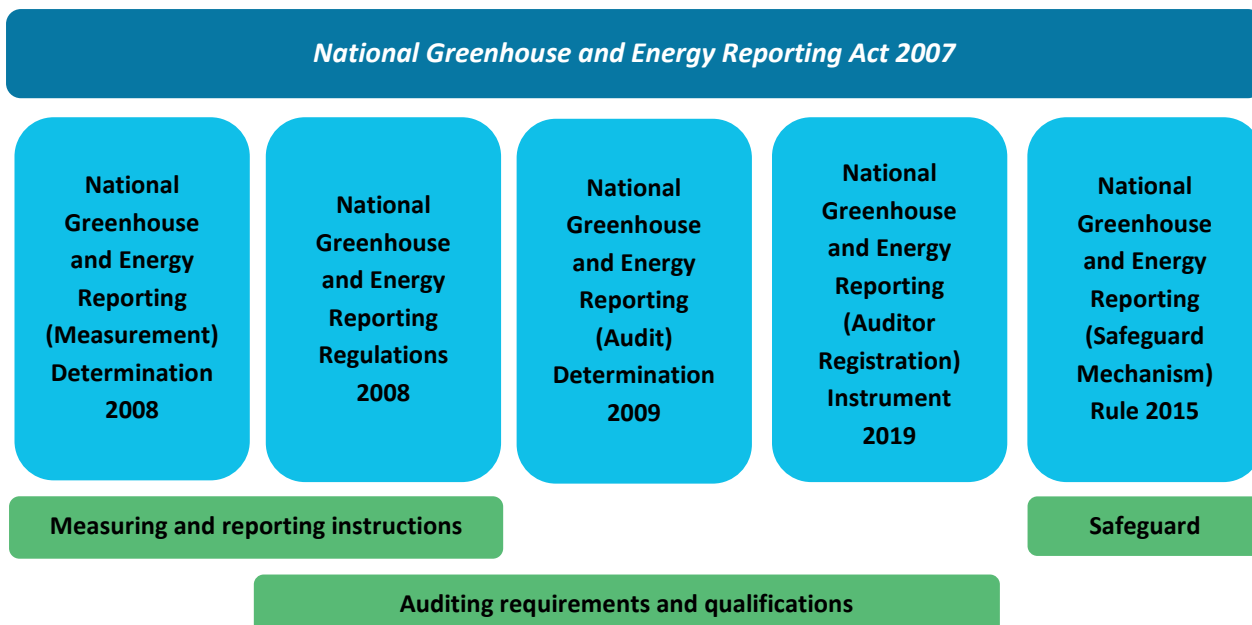 National Greenhouse and Energy Reporting Act 2007
National
Greenhouse
and Energy
Reporting
(Measurement)
Determination
2008
National
Greenhouse
and Energy
Reporting
Regulations
2008
National
Greenhouse
and Energy
Reporting
(Audit)
Determination
2009
National
Greenhouse
and Energy
Reporting
(Auditor
Registration)
Instrument
2019
National
Greenhouse
and Energy
Reporting
(Safeguard
Mechanism)
Rule 2015
Measuring and reporting instructions
Safeguard
Auditing requirements and qualifications